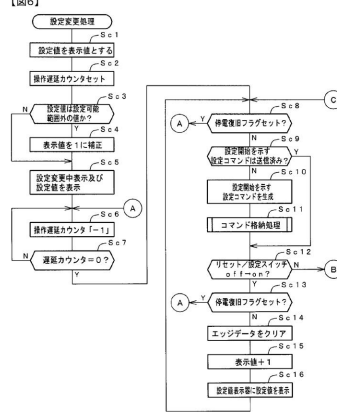 【図6】
設定変更処理
Sc1
設定値を表示値とする
Sc2
操作遅延カウンタセット
Sc3
N
設定値は設定可能
範囲外の値か?
Y
Sc4
表示値を1に補正
Sc5
設定変更中表示及び
設定値を表示
A
Sc6
操作遅延カウンタ「−1」
Sc7
N
遅延カウンタ=0?
Y
C
Sc8
A
Y
停電復旧フラグセット?
N
Sc9
設定開始を示す
設定コマンドは送信済み?
Y
N
Sc10
設定開始を示す
設定コマンドを生成
Sc11
コマンド格納処理
Sc12
リセット/設定スイッチ
off→on?
N
B
Y
Sc13
A
Y
停電復旧フラグセット?
N
Sc14
エッジデータをクリア
Sc15
表示値+1
Sc16
設定値表示器に設定値を表示